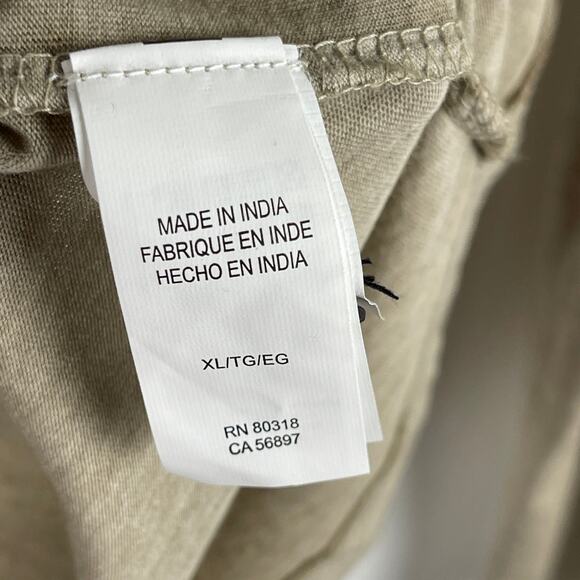 MADE IN INDIA
FABRIQUE EN INDE
HECHO EN INDIA
XL/TG/EG
RN 80318
CA 56897